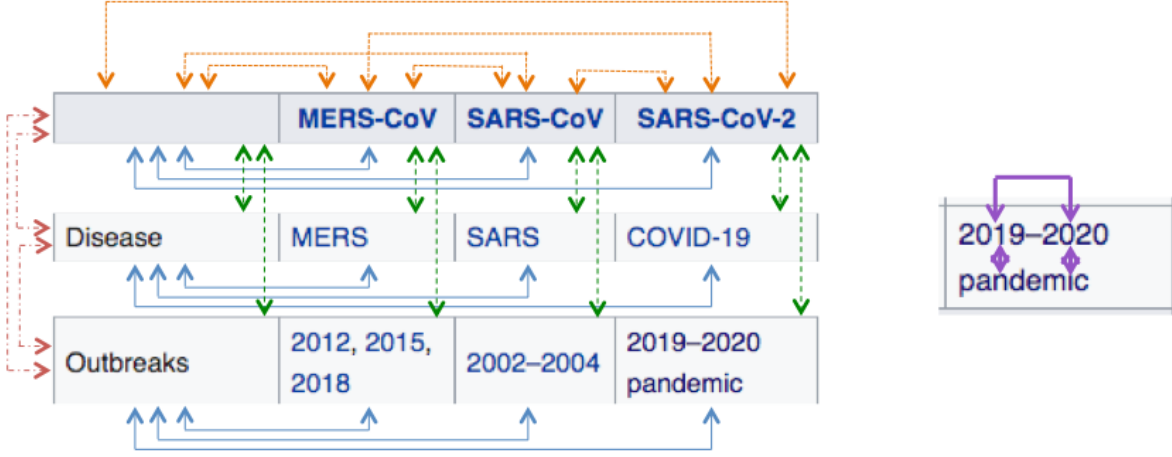 MERS-CoV SARS-CoV SARS-CoV-2
Disease MERS SARS COVID-19
Outbreaks 2012, 2015, 2018 2002–2004 2019–2020 pandemic
2019–2020
pandemic